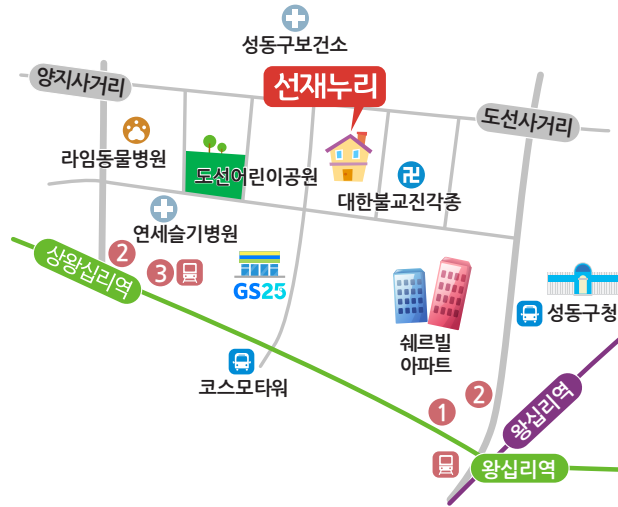 성동구보건소
양지사거리
선재누리
도선사거리
라임동물병원
도선어린이공원
卍
대한불교진각종
연세슬기병원
상왕십리역
2
3
GS25
쉐르빌
아파트
성동구청
코스모타워
1
2
왕십리역
왕십리역